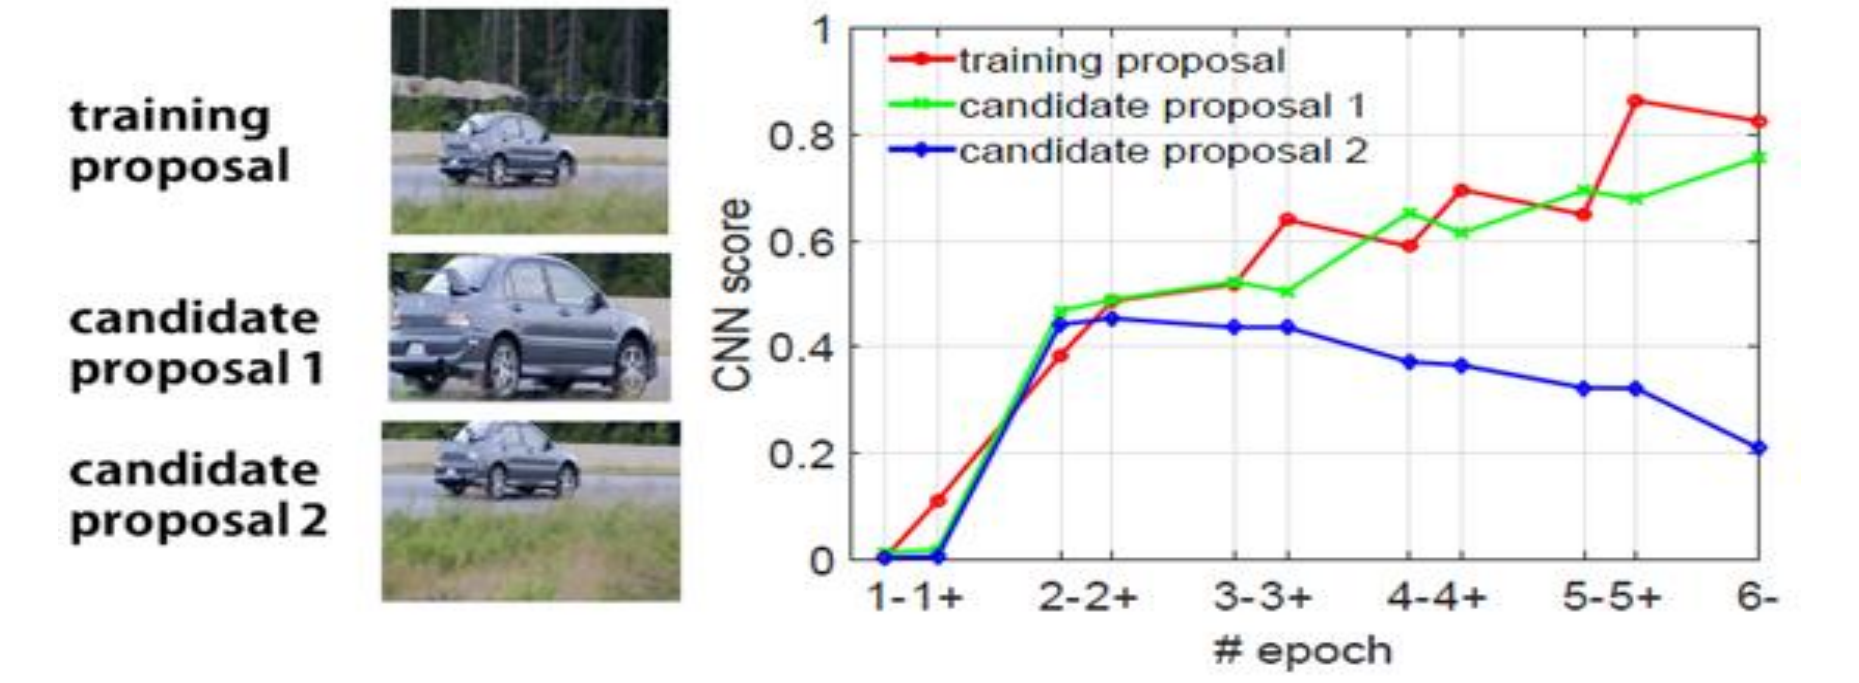 training
proposal
candidate
proposal 1
candidate
proposal 2
training proposal
candidate proposal 1
candidate proposal 2
CNN score
1
0.8
0.6
0.4
0.2
0
1-1+ 2-2+ 3-3+ 4-4+ 5-5+ 6-
# epoch